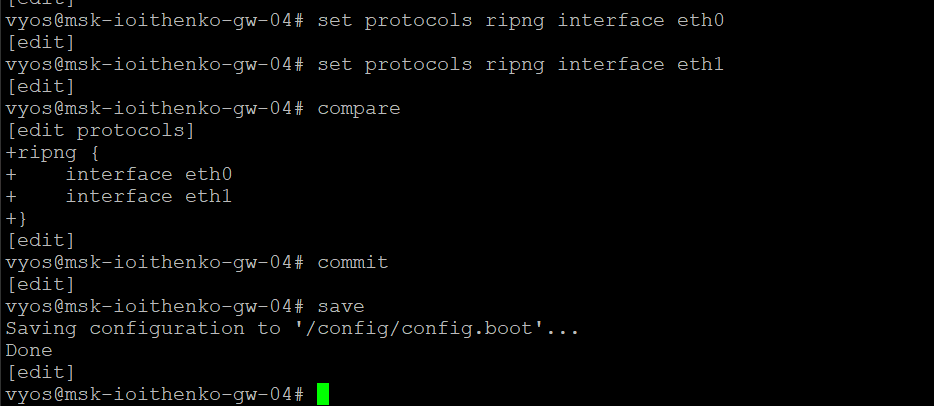 [edit]
vyos@msk-ioithenko-gw-04# set protocols ripng interface eth0
[edit]
vyos@msk-ioithenko-gw-04# set protocols ripng interface eth1
[edit]
vyos@msk-ioithenko-gw-04# compare
[edit protocols]
+ripng {
+    interface eth0
+    interface eth1
+}
[edit]
vyos@msk-ioithenko-gw-04# commit
[edit]
vyos@msk-ioithenko-gw-04# save
Saving configuration to '/config/config.boot'...
Done
[edit]
vyos@msk-ioithenko-gw-04#